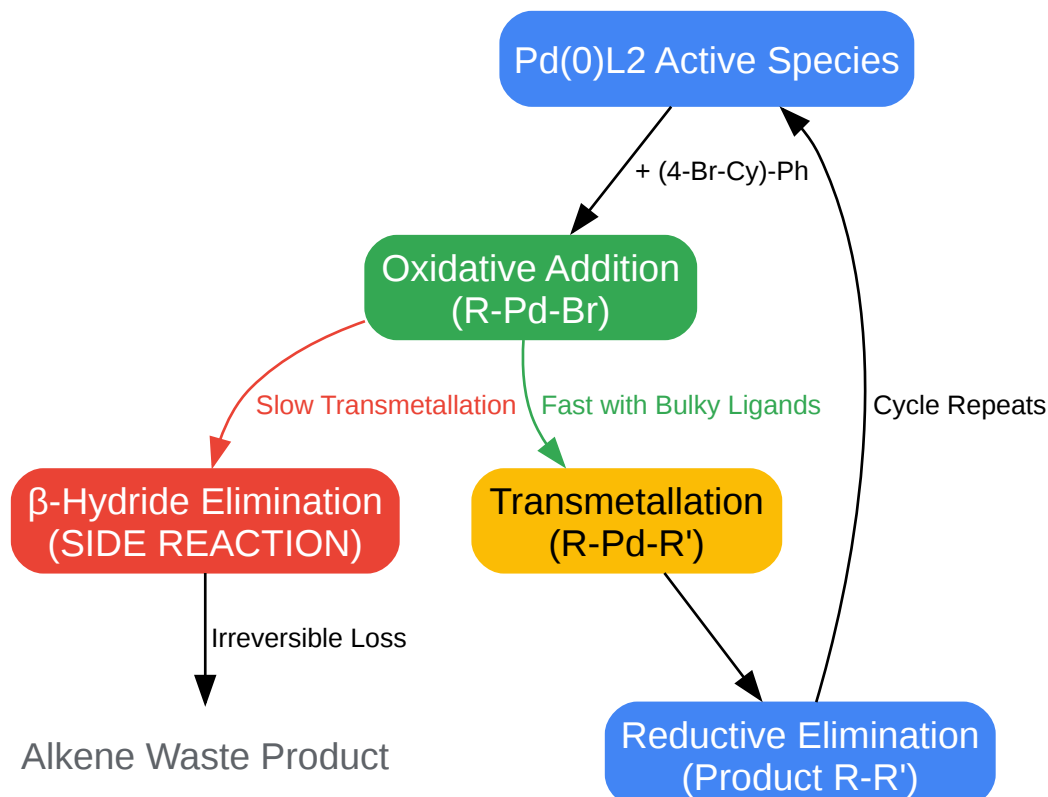 Pd(0)L2 Active Species
+ (4-Br-Cy)-Ph
Oxidative Addition
(R-Pd-Br)
Slow Transmetallation
Fast with Bulky Ligands
Cycle Repeats
β-Hydride Elimination
(SIDE REACTION)
Transmetallation
(R-Pd-R')
Irreversible Loss
Alkene Waste Product
Reductive Elimination
(Product R-R')